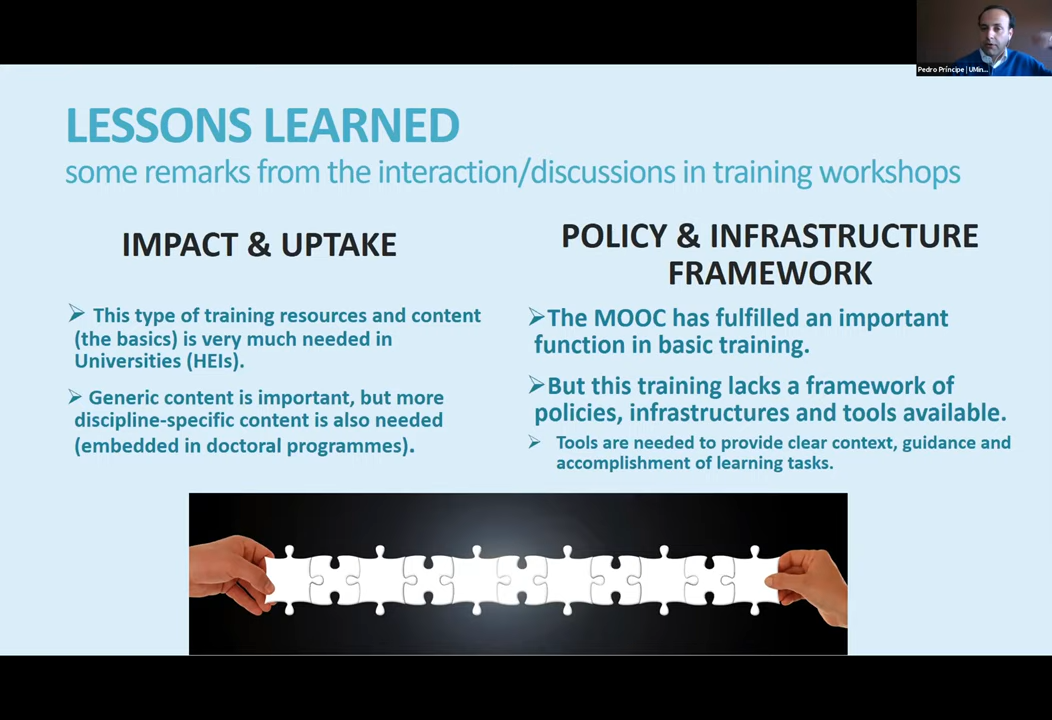 Pedro Príncipe | UMin...
LESSONS LEARNED
some remarks from the interaction/discussions in training workshops
IMPACT & UPTAKE
➢ This type of training resources and content
(the basics) is very much needed in
Universities (HEIs).
➢ Generic content is important, but more
discipline-specific content is also needed
(embedded in doctoral programmes).
POLICY & INFRASTRUCTURE
FRAMEWORK
➢The MOOC has fulfilled an important
function in basic training.
➢But this training lacks a framework of
policies, infrastructures and tools available.
➢ Tools are needed to provide clear context, guidance and
accomplishment of learning tasks.